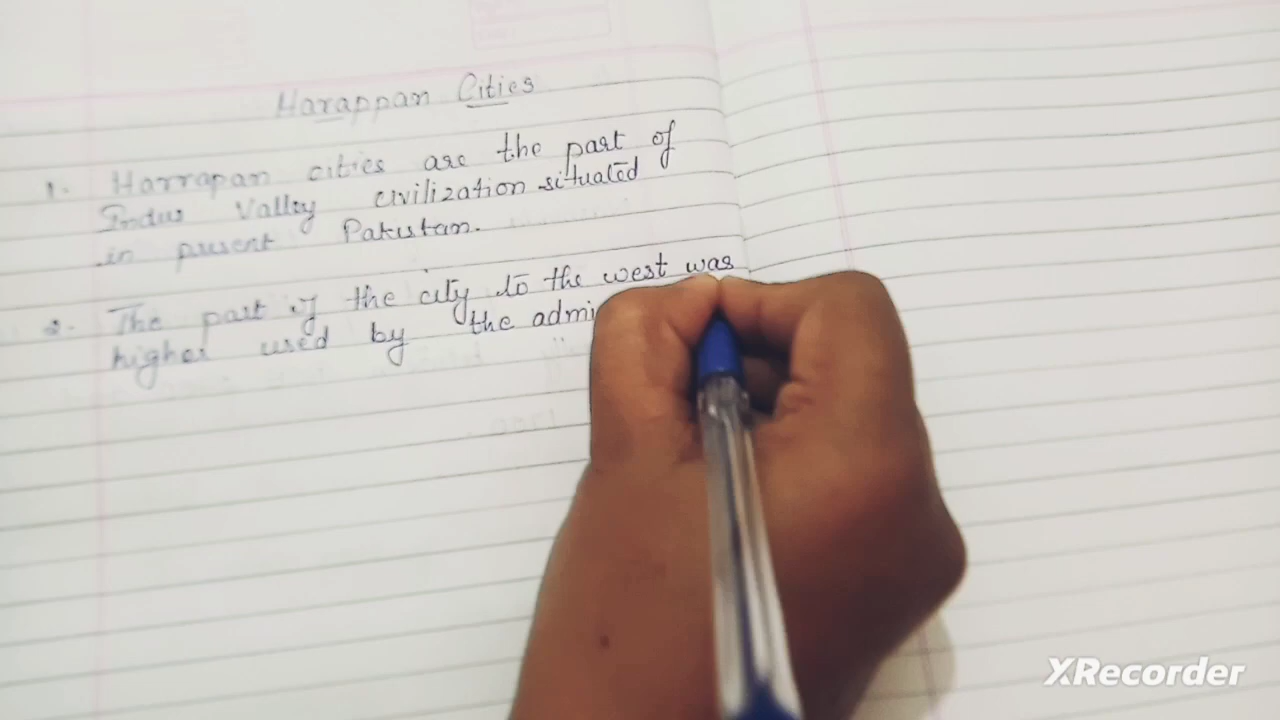 Harappan Cities
1. Harrapan cities are the part of
Indus Valley civilization situated
in present Pakistan.
2. The part of the city to the west was
higher used by the admi
XRecorder